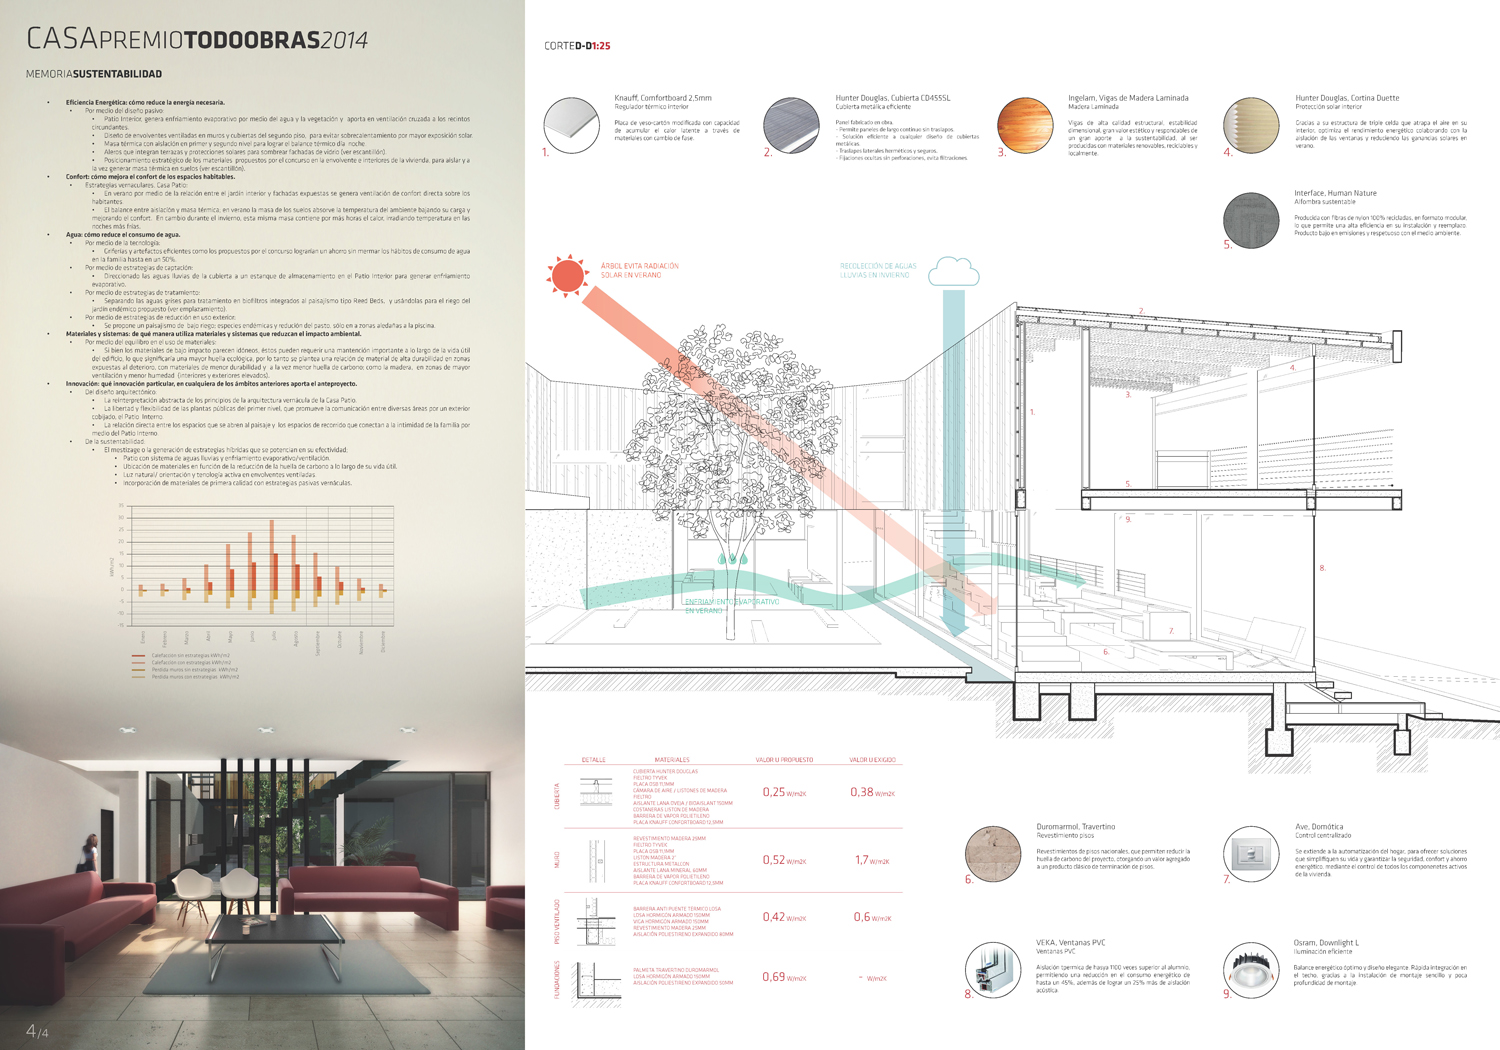 CASAPREMIOTODOOBRAS2014
MEMORIASUSTENTABILIDAD
• Eficiencia Energética: cómo reduce la energía necesaria.
• Por medio del diseño pasivo:
• Patio Interior, genera enfriamiento evaporativo por medio del agua y la vegetación y aporta en ventilación cruzada a los recintos
circundantes.
• Diseño de envolventes ventiladas en muros y cubiertas del segundo piso, para evitar sobrecalentamiento por mayor exposición solar.
• Masa térmica con aislación en primer y segundo nivel para lograr el balance térmico día noche
• Aleros que integran terrazas y protecciones solares para sombrear fachadas de vidrio (ver escantillón).
• Posicionamiento estratégico de los materiales propuestos por el concurso en la envolvente e interiores de la vivienda, para aislar y a
la vez generar masa térmica en suelos (ver escantillón).
• Confort: cómo mejora el confort de los espacios habitables.
• Estrategias vernaculares, Casa Patio:
• En verano por medio de la relación entre el jardín interior y fachadas expuestas se genera ventilación de confort directa sobre los
habitantes.
• El balance entre aislación y masa térmica; en verano la masa de los suelos absorve la temperatura del ambiente bajando su carga y
mejorando el confort. En cambio durante el invierno, esta misma masa contiene por más horas el calor, irradiando temperatura en las
noches más frías.
• Agua: cómo reduce el consumo de agua.
• Por medio de la tecnología:
• Griferías y artefactos eficientes como los propuestos por el concurso lograrían un ahorro sin mermar los hábitos de consumo de agua
en la familia hasta en un 50%.
• Por medio de estrategias de captación:
• Direccionado las aguas lluvias de la cubierta a un estanque de almacenamiento en el Patio Interior para generar enfriamiento
evaporativo.
• Por medio de estrategias de tratamiento:
• Separando las aguas grises para tratamiento en biofiltros integrados al paisajismo tipo Reed Beds, y usándolas para el riego del
jardín endémico propuesto (ver emplazamiento).
• Por medio de estrategias de reducción en uso exterior.
• Se propone un paisajismo de bajo riego; especies endémicas y redución del pasto, sólo en a zonas aledañas a la piscina.
• Materiales y sistemas: de qué manera utiliza materiales y sistemas que reduzcan el impacto ambiental.
• Por medio del equilibro en el uso de materiales:
• Si bien los materiales de bajo impacto parecen idóneos, éstos pueden requerir una mantención importante a lo largo de la vida útil
del edificio, lo que significaría una mayor huella ecológica, por lo tanto se plantea una relación de material de alta durabilidad en zonas
expuestas al deterioro, con materiales de menor durabilidad y a la vez menor huella de carbono; como la madera, en zonas de mayor
ventilación y menor humedad (interiores y exteriores elevados).
• Innovación: qué innovación particular, en cualquiera de los ámbitos anteriores aporta el anteproyecto.
• Del diseño arquitectónico:
• La reinterpretación abstracta de los principios de la arquitectura vernácula de la Casa Patio.
• La libertad y flexibilidad de las plantas públicas del primer nivel, que promueve la comunicación entre diversas áreas por un exterior
cobijado, el Patio Interno.
• La relación directa entre los espacios que se abren al paisaje y los espacios de recorrido que conectan a la intimidad de la familia por
medio del Patio Interno.
• De la sustentabilidad:
• El mestizage o la generación de estrategias híbridas que se potencian en su efectividad:
• Patio con sistema de aguas lluvias y enfriamiento evaporativo/ventilación.
• Ubicación de materiales en función de la reducción de la huella de carbono a lo largo de su vida útil.
• Luz natural/ orientación y tenología activa en envolventes ventiladas
• Incorporación de materiales de primera calidad con estrategias pasivas vernáculas.
kWh/m2
Enero Febrero Marzo Abril Mayo Junio Julio Agosto Septiembre Octubre Noviembre Diciembre
Calefacción sin estrategias kWh/m2
Calefacción con estrategias kWh/m2
Perdida muros sin estrategias kWh/m2
Perdida muros con estrategias kWh/m2
4/4
CORTED-D1:25
1.
Knauff, Comfortboard 2,5mm
Regulador térmico interior
Placa de yeso-cartón modificada con capacidad
de acumular el calor latente a través de
materiales con cambio de fase.
2.
Hunter Douglas, Cubierta CD455SL
Cubierta metálica eficiente
Panel fabricado en obra.
- Permite paneles de largo continuo sin traslapos.
- Solución eficiente a cualquier diseño de cubiertas
metálicas.
- Traslapos laterales herméticos y seguros.
- Fijaciones ocultas sin perforaciones, evita filtraciones.
3.
Ingelam, Vigas de Madera Laminada
Madera Laminada
Vigas de alta calidad estructural, estabilidad
dimensional, gran valor estético y respondables de
un gran aporte a la sustentabilidad, al ser
producidas con materiales renovables, reciclables y
localmente.
4.
Hunter Douglas, Cortina Duette
Protección solar interior
Gracias a su estructura de triple celda que atrapa el aire en su
interior, optimiza el rendimiento energético colaborando con la
aislación de las ventanas y reduciendo las ganancias solares en
verano.
5.
Interface, Human Nature
Alfombra sustentable
Producida con fibras de nylon 100% recicladas, en formato modular,
lo que permite una alta eficiencia en su instalación y reemplazo.
Producto bajo en emisiones y respetuoso con el medio ambiente.
ÁRBOL EVITA RADIACIÓN
SOLAR EN VERANO
RECOLECCIÓN DE AGUAS
LLUVIAS EN INVIERNO
ENFRIAMIENTO EVAPORATIVO
EN VERANO
2.
4.
3.
1.
5.
9.
8.
7.
6.
DETALLE MATERIALES VALOR U PROPUESTO VALOR U EXIGIDO
CUBIERTA
CUBIERTA HUNTER DOUGLAS
FIELTRO TYVEK
PLACA OSB 11,1MM
CÁMARA DE AIRE / LISTONES DE MADERA
FIELTRO
AISLANTE LANA OVEJA / BIOAISLANT 150MM
COSTANERAS LISTON DE MADERA
BARRERA DE VAPOR POLIETILENO
PLACA KNAUFF CONFORTBOARD 12,5MM
0,25 W/m2K 0,38 W/m2K
MURO
REVESTIMIENTO MADERA 25MM
FIELTRO TYVEK
PLACA OSB 11,1MM
LISTON MADERA 2"
ESTRUCTURA METALCON
AISLANTE LANA MINERAL 60MM
BARRERA DE VAPOR POLIETILENO
PLACA KNAUFF CONFORTBOARD 12,5MM
0,52 W/m2K 1,7 W/m2K
PISO VENTILADO
BARRERA ANTI PUENTE TÉRMICO LOSA
LOSA HORMIGÓN ARMADO 150MM
VIGA HORMIGÓN ARMADO 150MM
REVESTIMIENTO MADERA 25MM
AISLACIÓN POLIESTIRENO EXPANDIDO 80MM
0,42 W/m2K 0,6 W/m2K
FUNDACIONES
PALMETA TRAVERTINO DUROMARMOL
LOSA HORMIGÓN ARMADO 150MM
AISLACIÓN POLIESTIRENO EXPANDIDO 50MM
0,69 W/m2K - W/m2K
6.
Duromarmol, Travertino
Revestimiento pisos
Revestimientos de pisos nacionales, que permiten reducir la
huella de carbono del proyecto, otorgando un valor agregado
a un producto clásico de terminación de pisos.
7.
Ave, Domótica
Control centralizado
Se extiende a la automatización del hogar, para ofrecer soluciones
que simplifiquen su vida y garantizar la seguridad, confort y ahorro
energético, mediante el control de todos los componenetes activos
de la vivienda.
8.
VEKA, Ventanas PVC
Ventanas PVC
Aislación tpermica de hasya 1100 veces superior al alumnio,
permitiendo una reducción en el consumo energético de
hasta un 45%, además de lograr un 25% más de aislación
acústica.
9.
Osram, Downlight L
Iluminación eficiente
Balance energético óptimo y diseño elegante. Rápida integración en
el techo, gracias a la instalación de montaje sencillo y poca
profundidad de montaje